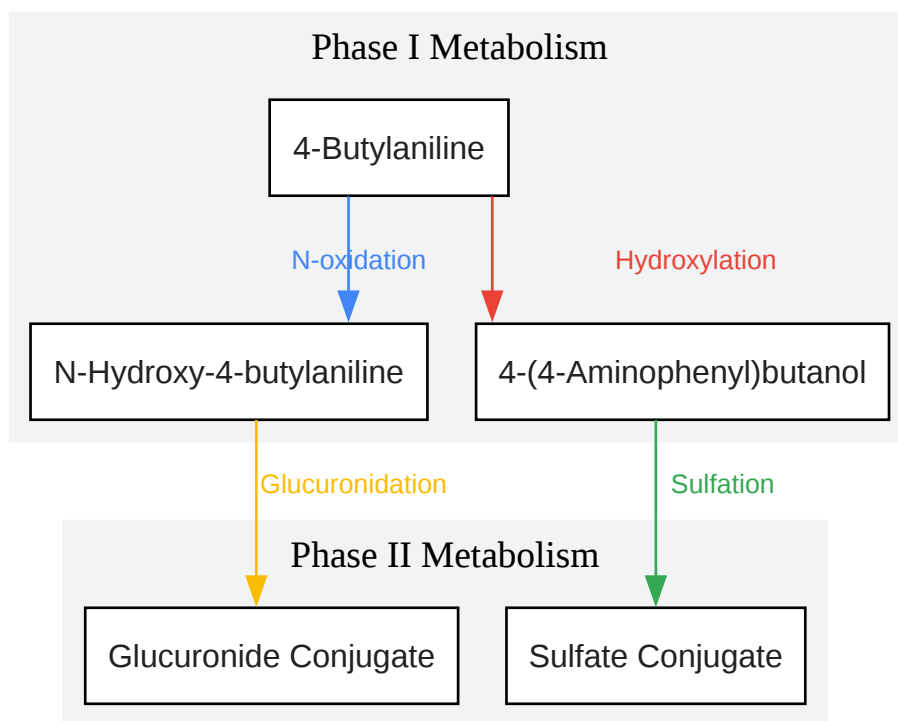 Phase I Metabolism
4-Butylaniline
N-oxidation
Hydroxylation
N-Hydroxy-4-butylaniline
4-(4-Aminophenyl)butanol
Glucuronidation
Sulfation
Phase II Metabolism
Glucuronide Conjugate
Sulfate Conjugate